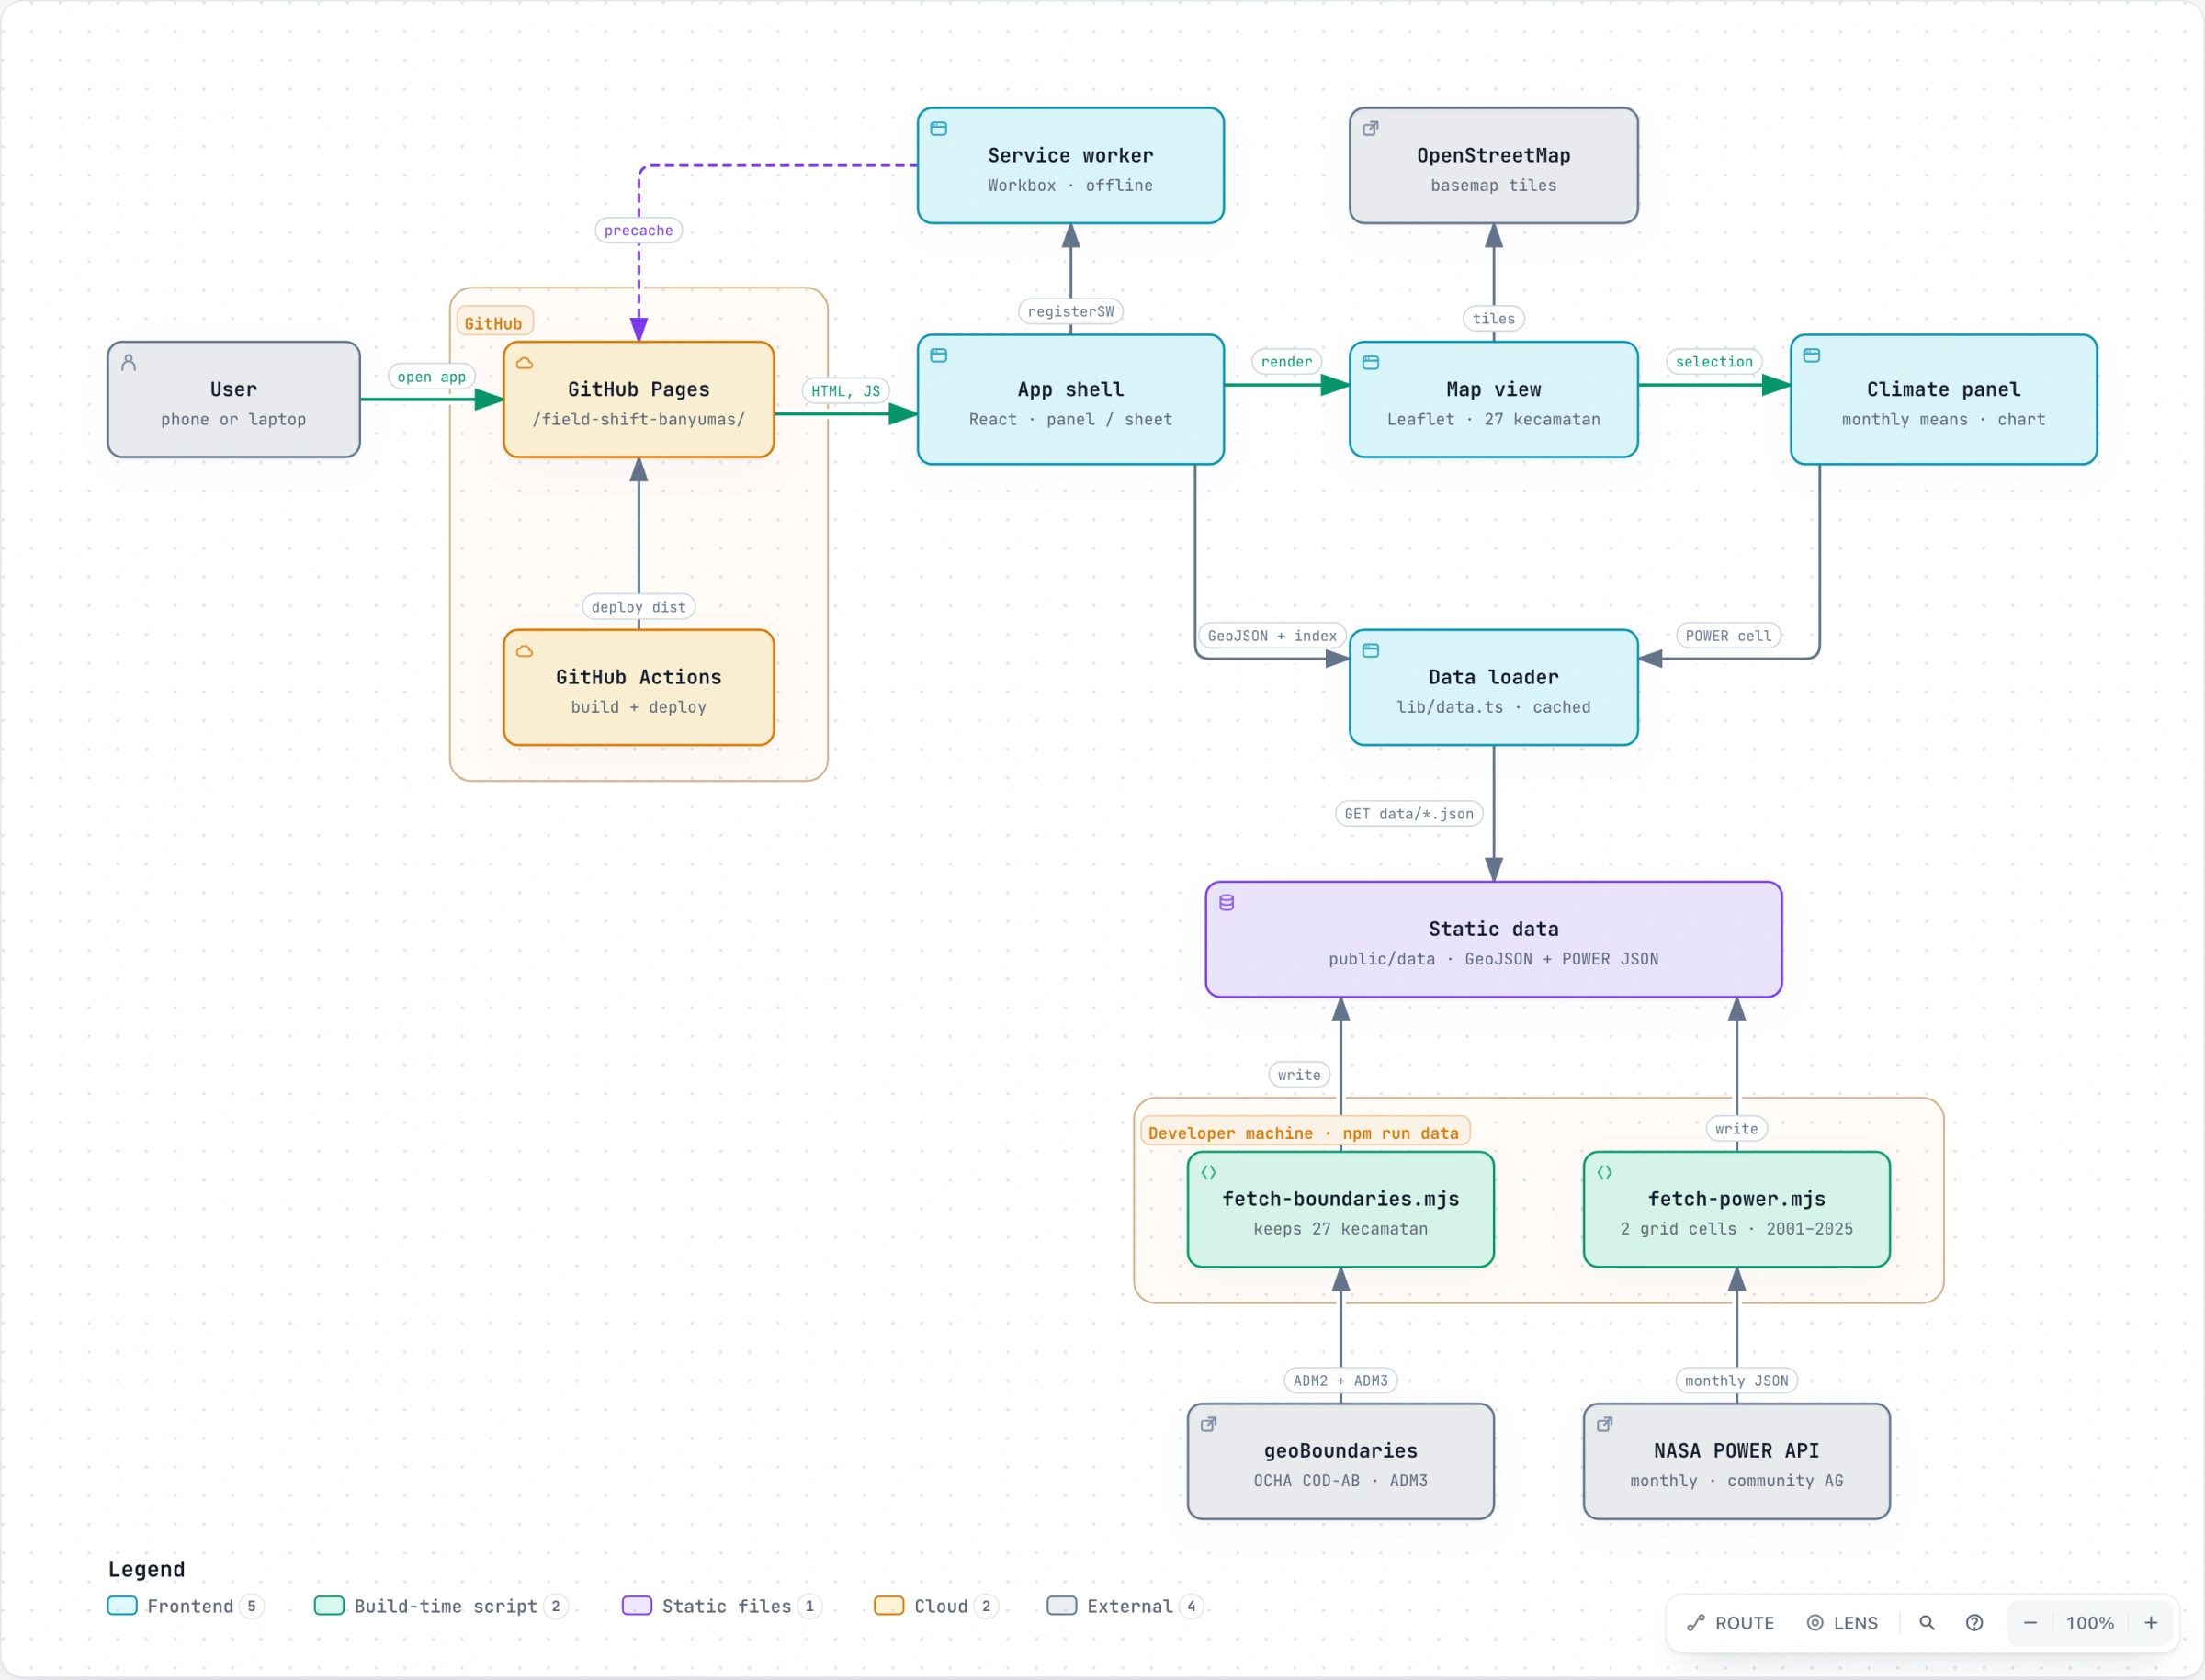 Service worker
Workbox · offline
OpenStreetMap
basemap tiles
precache
registerSW
tiles
GitHub
User
phone or laptop
open app
GitHub Pages
/field-shift-banyumas/
HTML, JS
App shell
React · panel / sheet
render
Map view
Leaflet · 27 kecamatan
selection
Climate panel
monthly means · chart
deploy dist
GitHub Actions
build + deploy
GeoJSON + index
Data loader
lib/data.ts · cached
POWER cell
GET data/*.json
Static data
public/data · GeoJSON + POWER JSON
write
write
Developer machine · npm run data
fetch-boundaries.mjs
keeps 27 kecamatan
fetch-power.mjs
2 grid cells · 2001–2025
ADM2 + ADM3
monthly JSON
geoBoundaries
OCHA COD-AB · ADM3
NASA POWER API
monthly · community AG
Legend
Frontend 5
Build-time script 2
Static files 1
Cloud 2
External 4
ROUTE
LENS
− 100% +